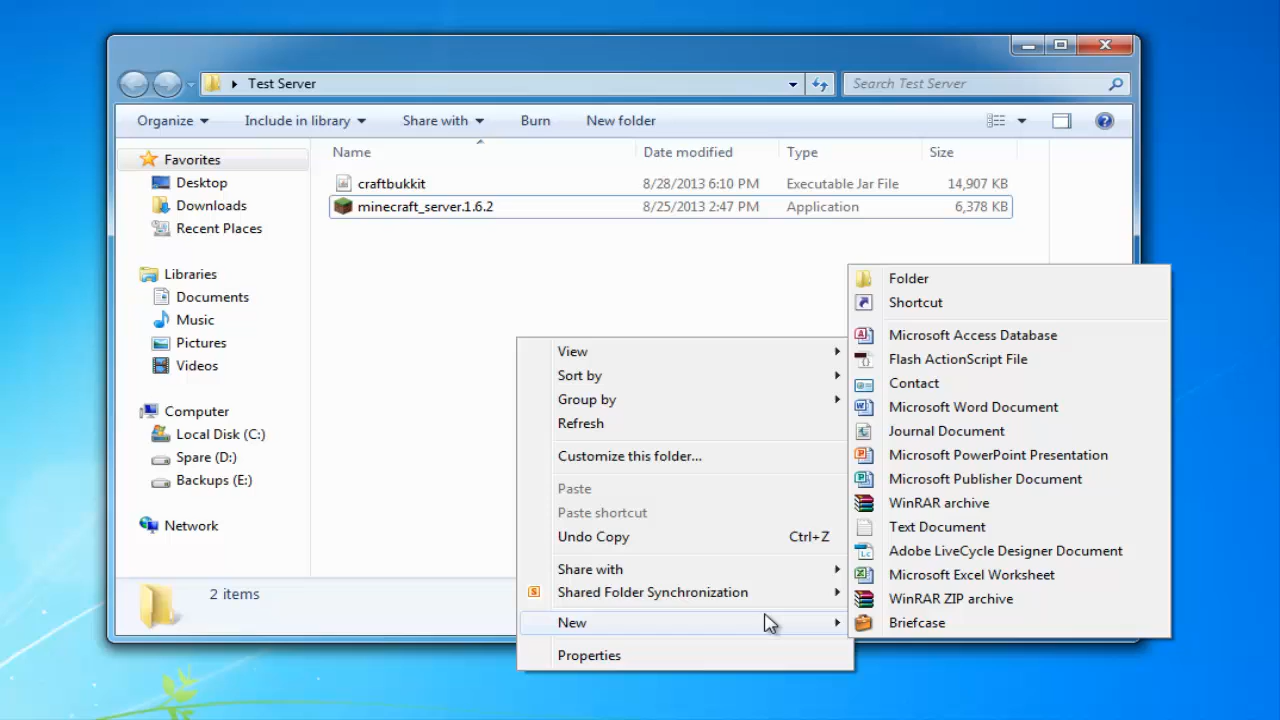 Test Server
Search Test Server
Organize
Include in library
Share with
Burn
New folder
Name
Date modified
Type
Size
craftbukkit
8/28/2013 6:10 PM
Executable Jar File
14,907 KB
minecraft_server.1.6.2
8/25/2013 2:47 PM
Application
6,378 KB
Favorites
Desktop
Downloads
Recent Places
Libraries
Documents
Music
Pictures
Videos
Computer
Local Disk (C:)
Spare (D:)
Backups (E:)
Network
2 items
View
Sort by
Group by
Refresh
Customize this folder...
Paste
Paste shortcut
Undo Copy Ctrl+Z
Share with
Shared Folder Synchronization
New
Properties
Folder
Shortcut
Microsoft Access Database
Flash ActionScript File
Contact
Microsoft Word Document
Journal Document
Microsoft PowerPoint Presentation
Microsoft Publisher Document
WinRAR archive
Text Document
Adobe LiveCycle Designer Document
Microsoft Excel Worksheet
WinRAR ZIP archive
Briefcase